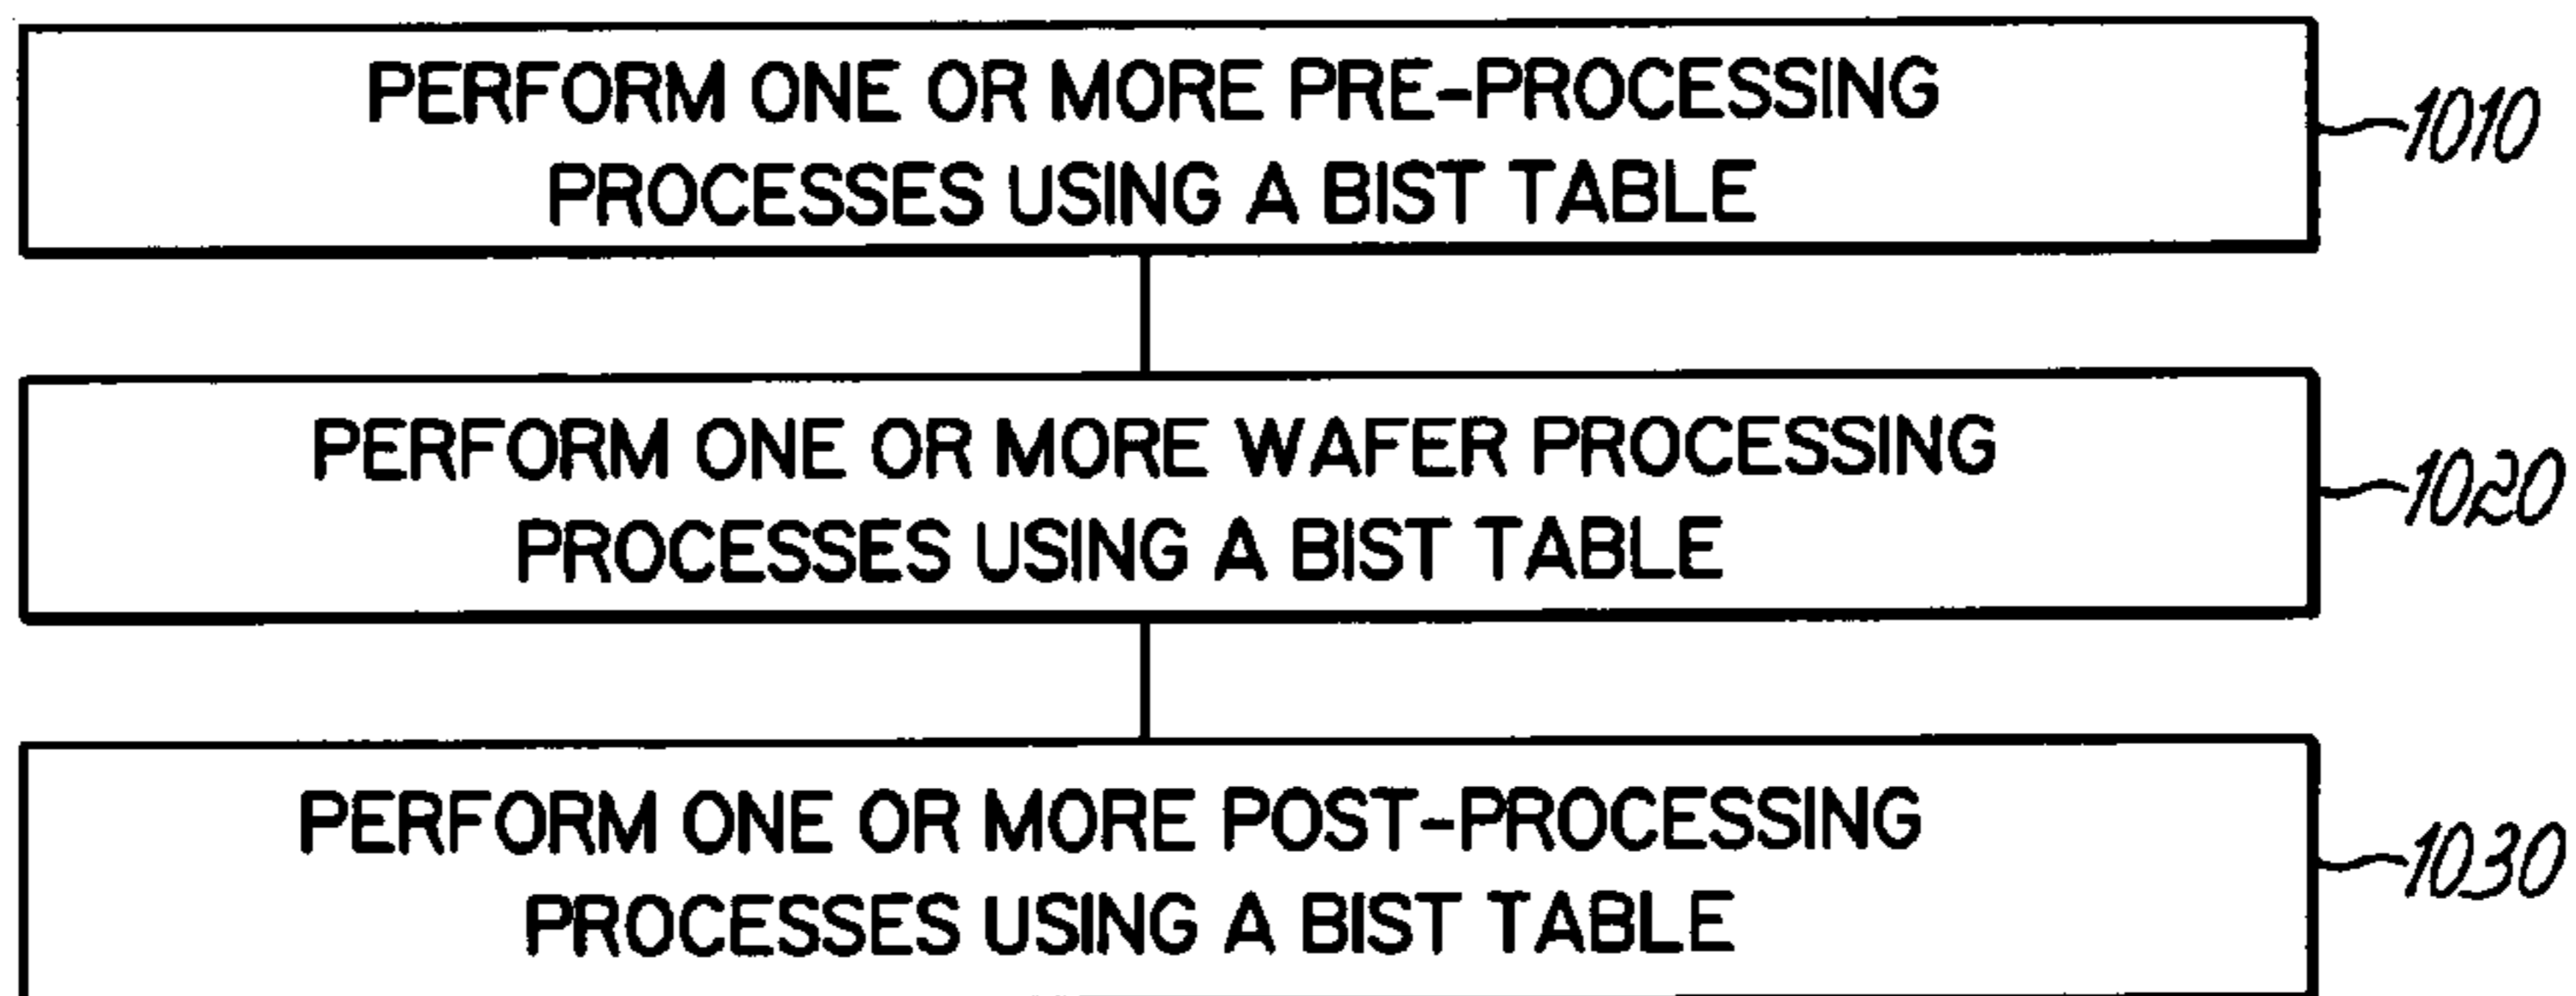 PERFORM ONE OR MORE PRE-PROCESSING
PROCESSES USING A BIST TABLE
1010
PERFORM ONE OR MORE WAFER PROCESSING
PROCESSES USING A BIST TABLE
1020
PERFORM ONE OR MORE POST-PROCESSING
PROCESSES USING A BIST TABLE
1030